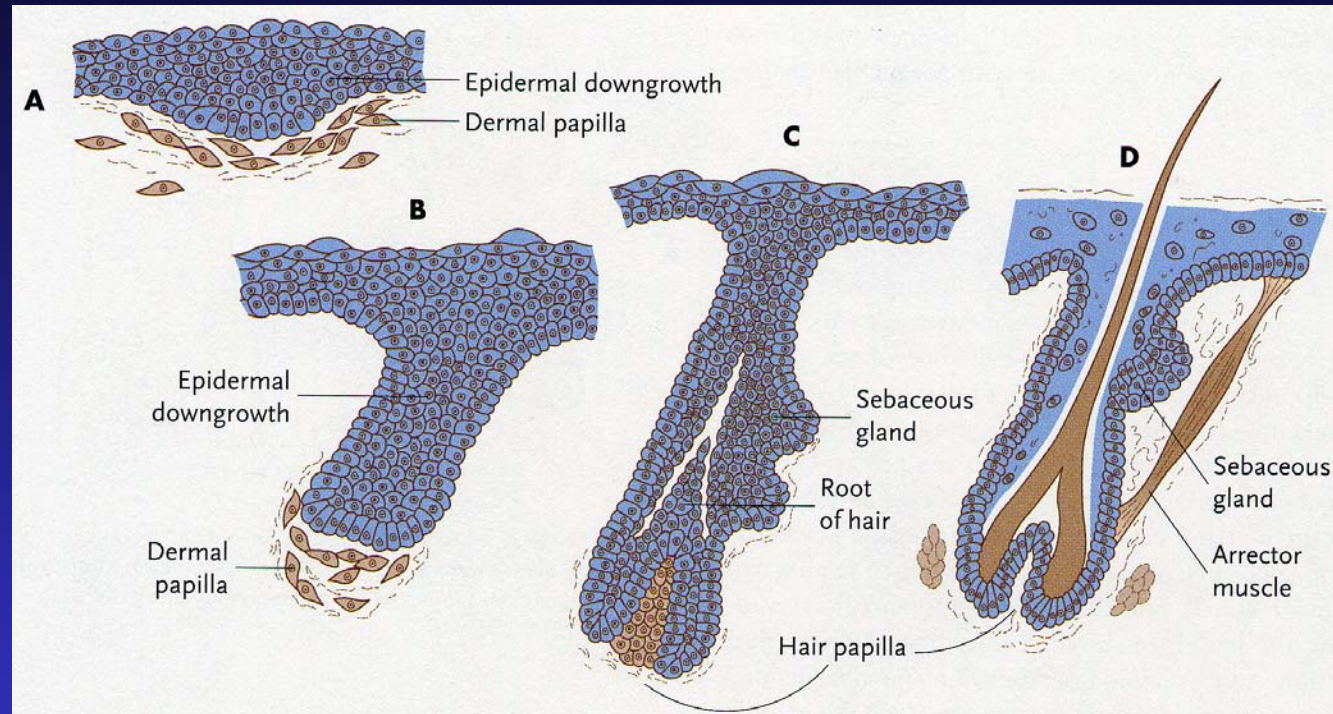 A
Epidermal downgrowth
Dermal papilla
B
Epidermal
downgrowth
Dermal
papilla
C
Sebaceous
gland
Root
of hair
Hair papilla
D
Sebaceous
gland
Arrector
muscle